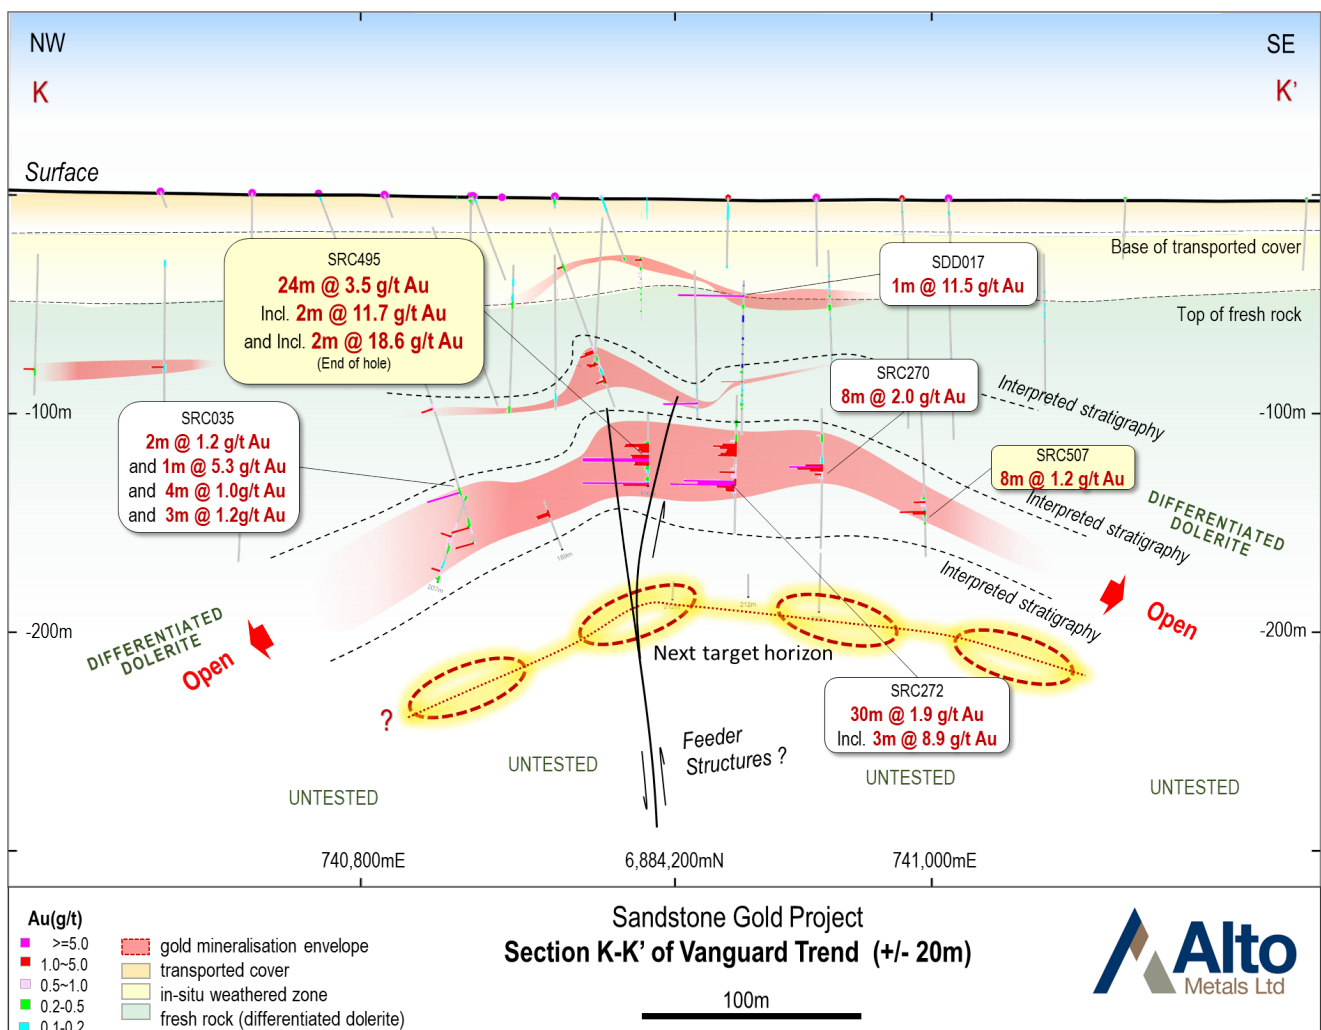 NW
SE
K
K'
Surface
Base of transported cover
SRC495
24m @ 3.5 g/t Au
Incl. 2m @ 11.7 g/t Au
and Incl. 2m @ 18.6 g/t Au
(End of hole)
SDD017
1m @ 11.5 g/t Au
Top of fresh rock
SRC270
8m @ 2.0 g/t Au
Interpreted stratigraphy
-100m
-100m
SRC035
2m @ 1.2 g/t Au
and 1m @ 5.3 g/t Au
and 4m @ 1.0g/t Au
and 3m @ 1.2g/t Au
SRC507
8m @ 1.2 g/t Au
Interpreted stratigraphy
DIFFERENTIATED
DOLERITE
189m
207m
212m
Interpreted stratigraphy
Open
-200m
-200m
DIFFERENTIATED
DOLERITE
Open
Next target horizon
?
SRC272
30m @ 1.9 g/t Au
Incl. 3m @ 8.9 g/t Au
Feeder
Structures ?
UNTESTED
UNTESTED
UNTESTED
UNTESTED
740,800mE
6,884,200mN
741,000mE
Au(g/t)
>=5.0
1.0~5.0
0.5~1.0
0.2-0.5
0.1-0.2
gold mineralisation envelope
transported cover
in-situ weathered zone
fresh rock (differentiated dolerite)
Sandstone Gold Project
Section K-K' of Vanguard Trend (+/- 20m)
100m
Alto
Metals Ltd